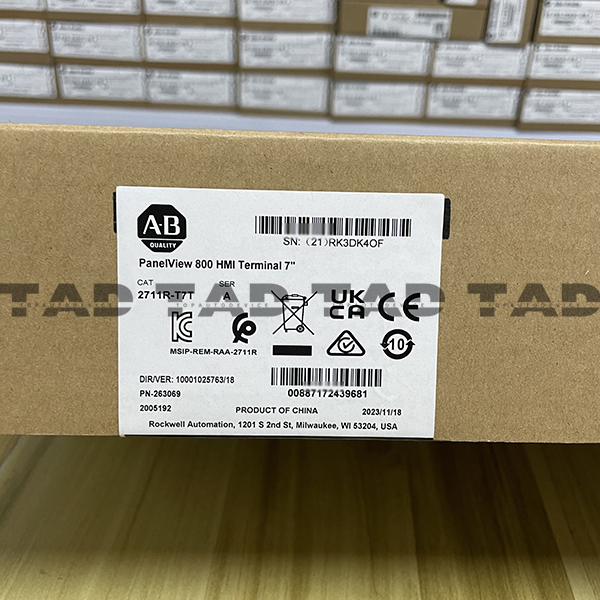 A-B
QUALITY
SN: (21)RK3DK4OF
PanelView 800 HMI Terminal 7"
CAT SER
2711R-T7T A
TAD TAD TAD TAD
TOPAUTODEVICE
UK
CA
CE
MSIP-REM-RAA-2711R
10
DIR/VER: 10001025763/18
00887172439681
PN-263069
2005192 PRODUCT OF CHINA 2023/11/18
Rockwell Automation, 1201 S 2nd St, Milwaukee, WI 53204, USA